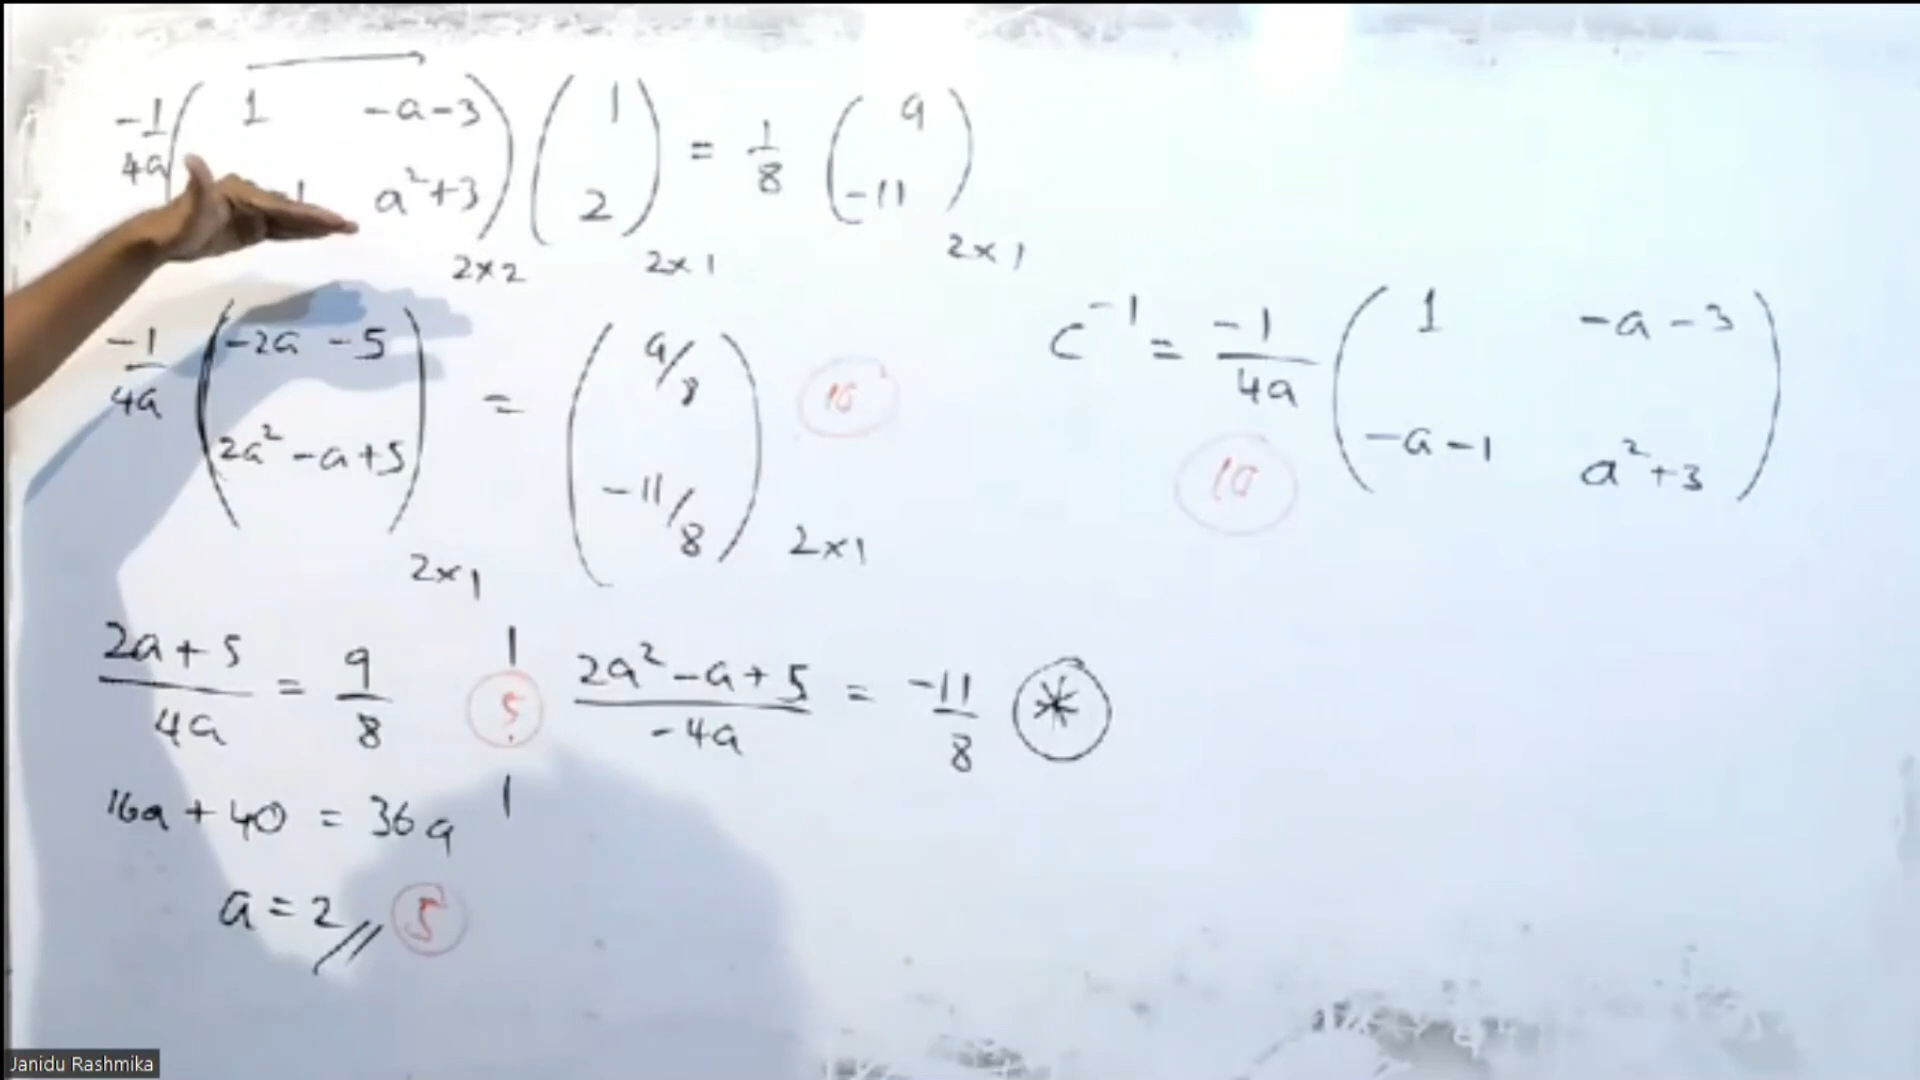 -1/4a ( 1 -a-3 ; -1 a²+3 )2×2 ( 1 ; 2 )2×1 = 1/8 ( 9 ; -11 )2×1
-1/4a ( -2a -5 ; 2a² -a+5 )2×1 = ( 9/8 ; -11/8 )2×1 10
C⁻¹ = -1/4a ( 1 -a-3 ; -a-1 a²+3 )
10
(2a+5)/4a = 9/8 5 (2a²-a+5)/-4a = -11/8 *
16a + 40 = 36a
a = 2 // 5
Janidu Rashmika